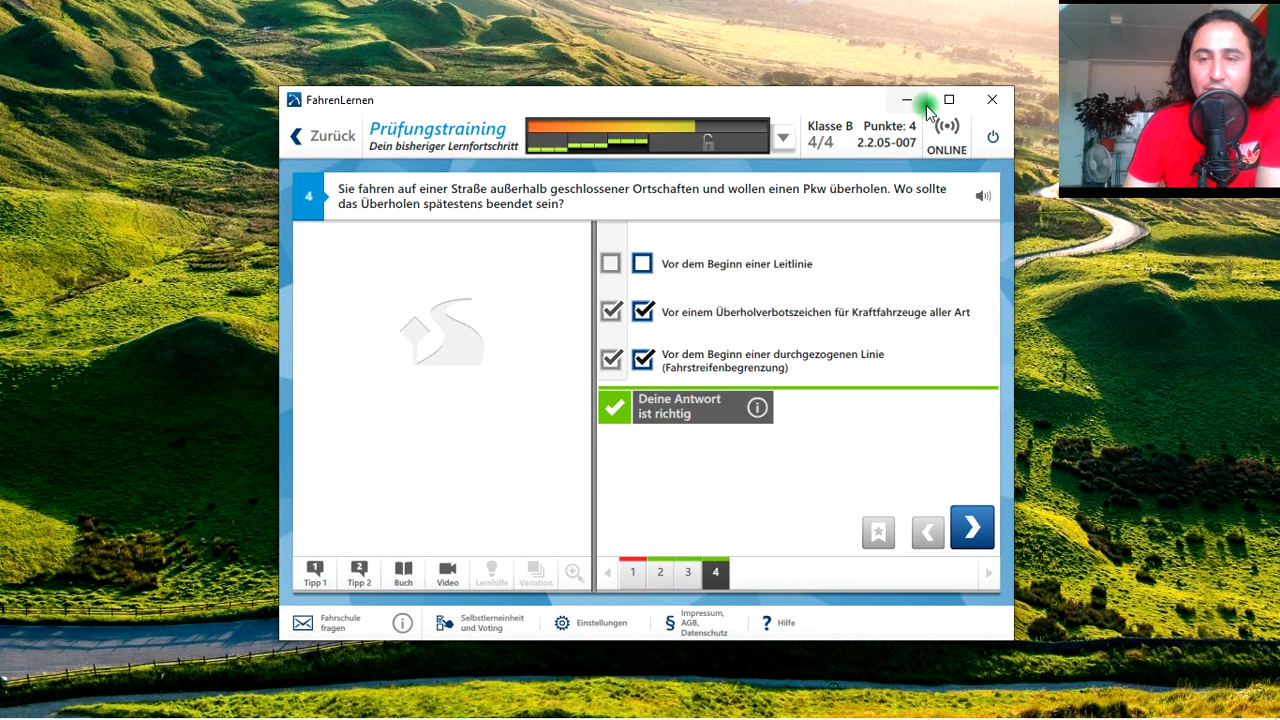 FahrenLernen
Zurück
Prüfungstraining
Dein bisheriger Lernfortschritt
Klasse B
Punkte: 4
4/4
2.2.05-007
ONLINE
4
Sie fahren auf einer Straße außerhalb geschlossener Ortschaften und wollen einen Pkw überholen. Wo sollte
das Überholen spätestens beendet sein?
Vor dem Beginn einer Leitlinie
Vor einem Überholverbotszeichen für Kraftfahrzeuge aller Art
Vor dem Beginn einer durchgezogenen Linie
(Fahrstreifenbegrenzung)
Deine Antwort
ist richtig
1
Tipp 1
2
Tipp 2
Buch
Video
Lernhilfe
Variation
1 2 3 4
Fahrschule
fragen
Selbstlerneinheit
und Voting
Einstellungen
§
Impressum,
AGB,
Datenschutz
? Hilfe